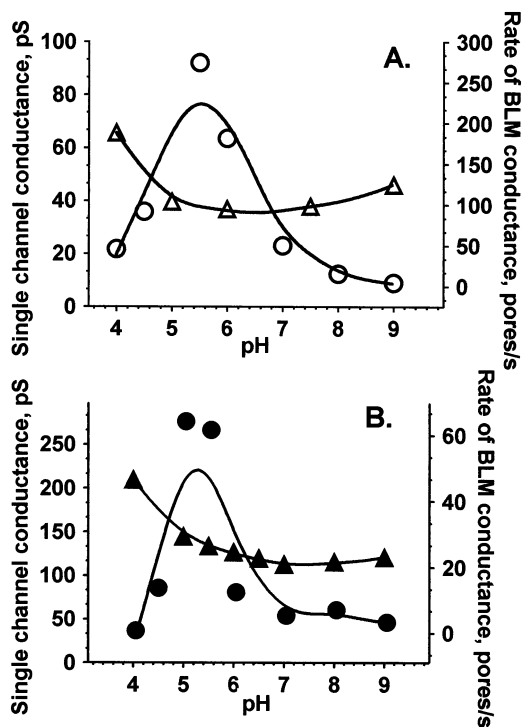 A.
Single channel conductance, pS
100
80
60
40
20
0
Rate of BLM conductance, pores/s
300
250
200
150
100
50
0
4 5 6 7 8 9
pH
B.
Single channel conductance, pS
250
200
150
100
50
0
Rate of BLM conductance, pores/s
60
40
20
0
4 5 6 7 8 9
pH